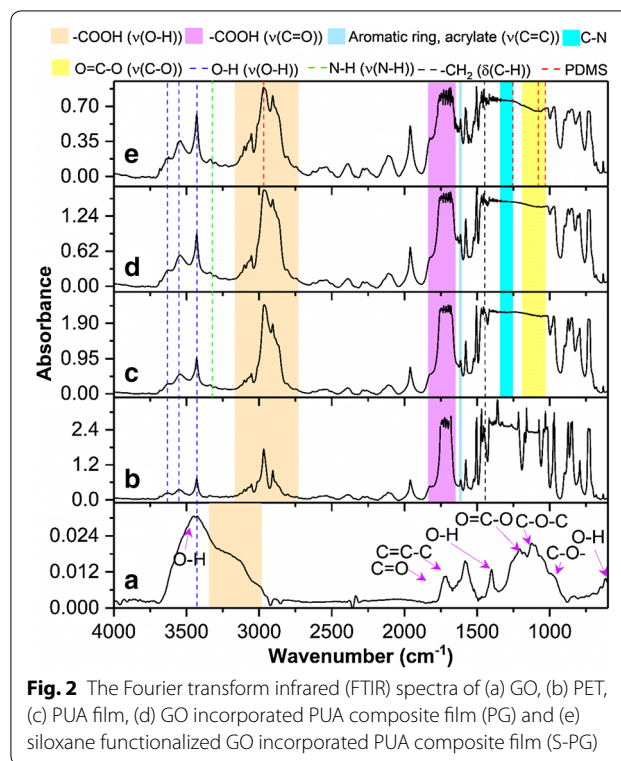 -COOH (ν(O-H)) -COOH (ν(C=O)) Aromatic ring, acrylate (ν(C=C)) C-N
O=C-O (ν(C-O)) O-H (ν(O-H)) N-H (ν(N-H)) -CH₂ (δ(C-H)) PDMS
0.70
0.35
0.00
e
1.24
0.62
0.00
d
1.90
0.95
0.00
c
2.4
1.2
0.0
b
0.024
0.012
0.000
a
O-H
C=O
C=C-C
O-H
O=C-O
C-O-C
C-O-
O-H
Absorbance
4000 3500 3000 2500 2000 1500 1000
Wavenumber (cm⁻¹)
Fig. 2 The Fourier transform infrared (FTIR) spectra of (a) GO, (b) PET,
(c) PUA film, (d) GO incorporated PUA composite film (PG) and (e)
siloxane functionalized GO incorporated PUA composite film (S-PG)